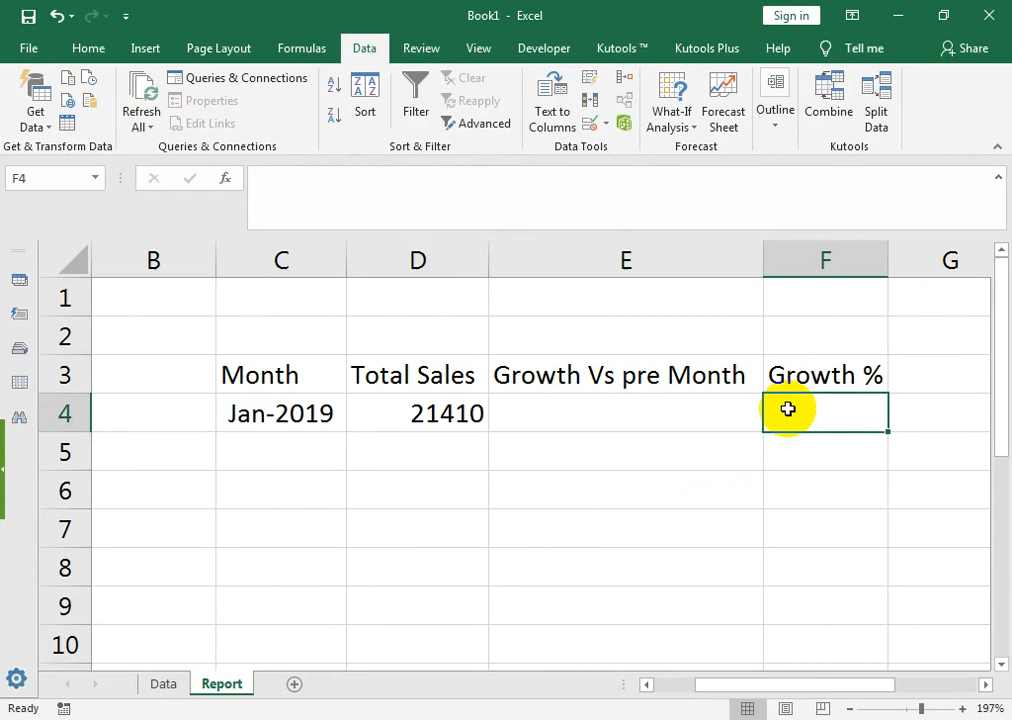 Book1 - Excel
Sign in
File Home Insert Page Layout Formulas Data Review View Developer Kutools ™ Kutools Plus Help Tell me Share
Get Data
Refresh All
Queries & Connections
Properties
Edit Links
Sort
Filter
Clear
Reapply
Advanced
Text to Columns
What-If Analysis
Forecast Sheet
Outline
Combine
Split Data
Get & Transform Data Queries & Connections Sort & Filter Data Tools Forecast Kutools
F4 fx
B C D E F G
1
2
3 Month Total Sales Growth Vs pre Month Growth %
4 Jan-2019 21410
5
6
7
8
9
10
Data Report
Ready 197%